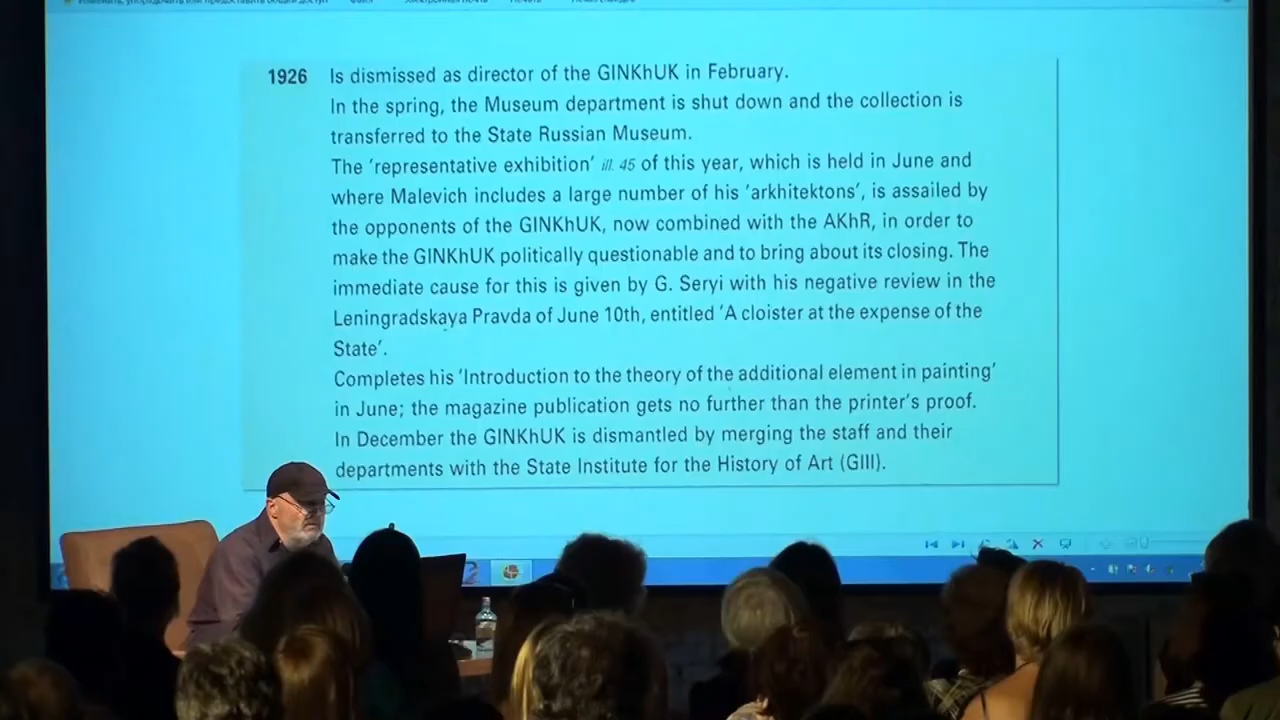 1926 Is dismissed as director of the GINKhUK in February.
In the spring, the Museum department is shut down and the collection is
transferred to the State Russian Museum.
The 'representative exhibition' ill. 45 of this year, which is held in June and
where Malevich includes a large number of his 'arkhitektons', is assailed by
the opponents of the GINKhUK, now combined with the AKhR, in order to
make the GINKhUK politically questionable and to bring about its closing. The
immediate cause for this is given by G. Seryi with his negative review in the
Leningradskaya Pravda of June 10th, entitled 'A cloister at the expense of the
State'.
Completes his 'Introduction to the theory of the additional element in painting'
in June; the magazine publication gets no further than the printer's proof.
In December the GINKhUK is dismantled by merging the staff and their
departments with the State Institute for the History of Art (GIII).